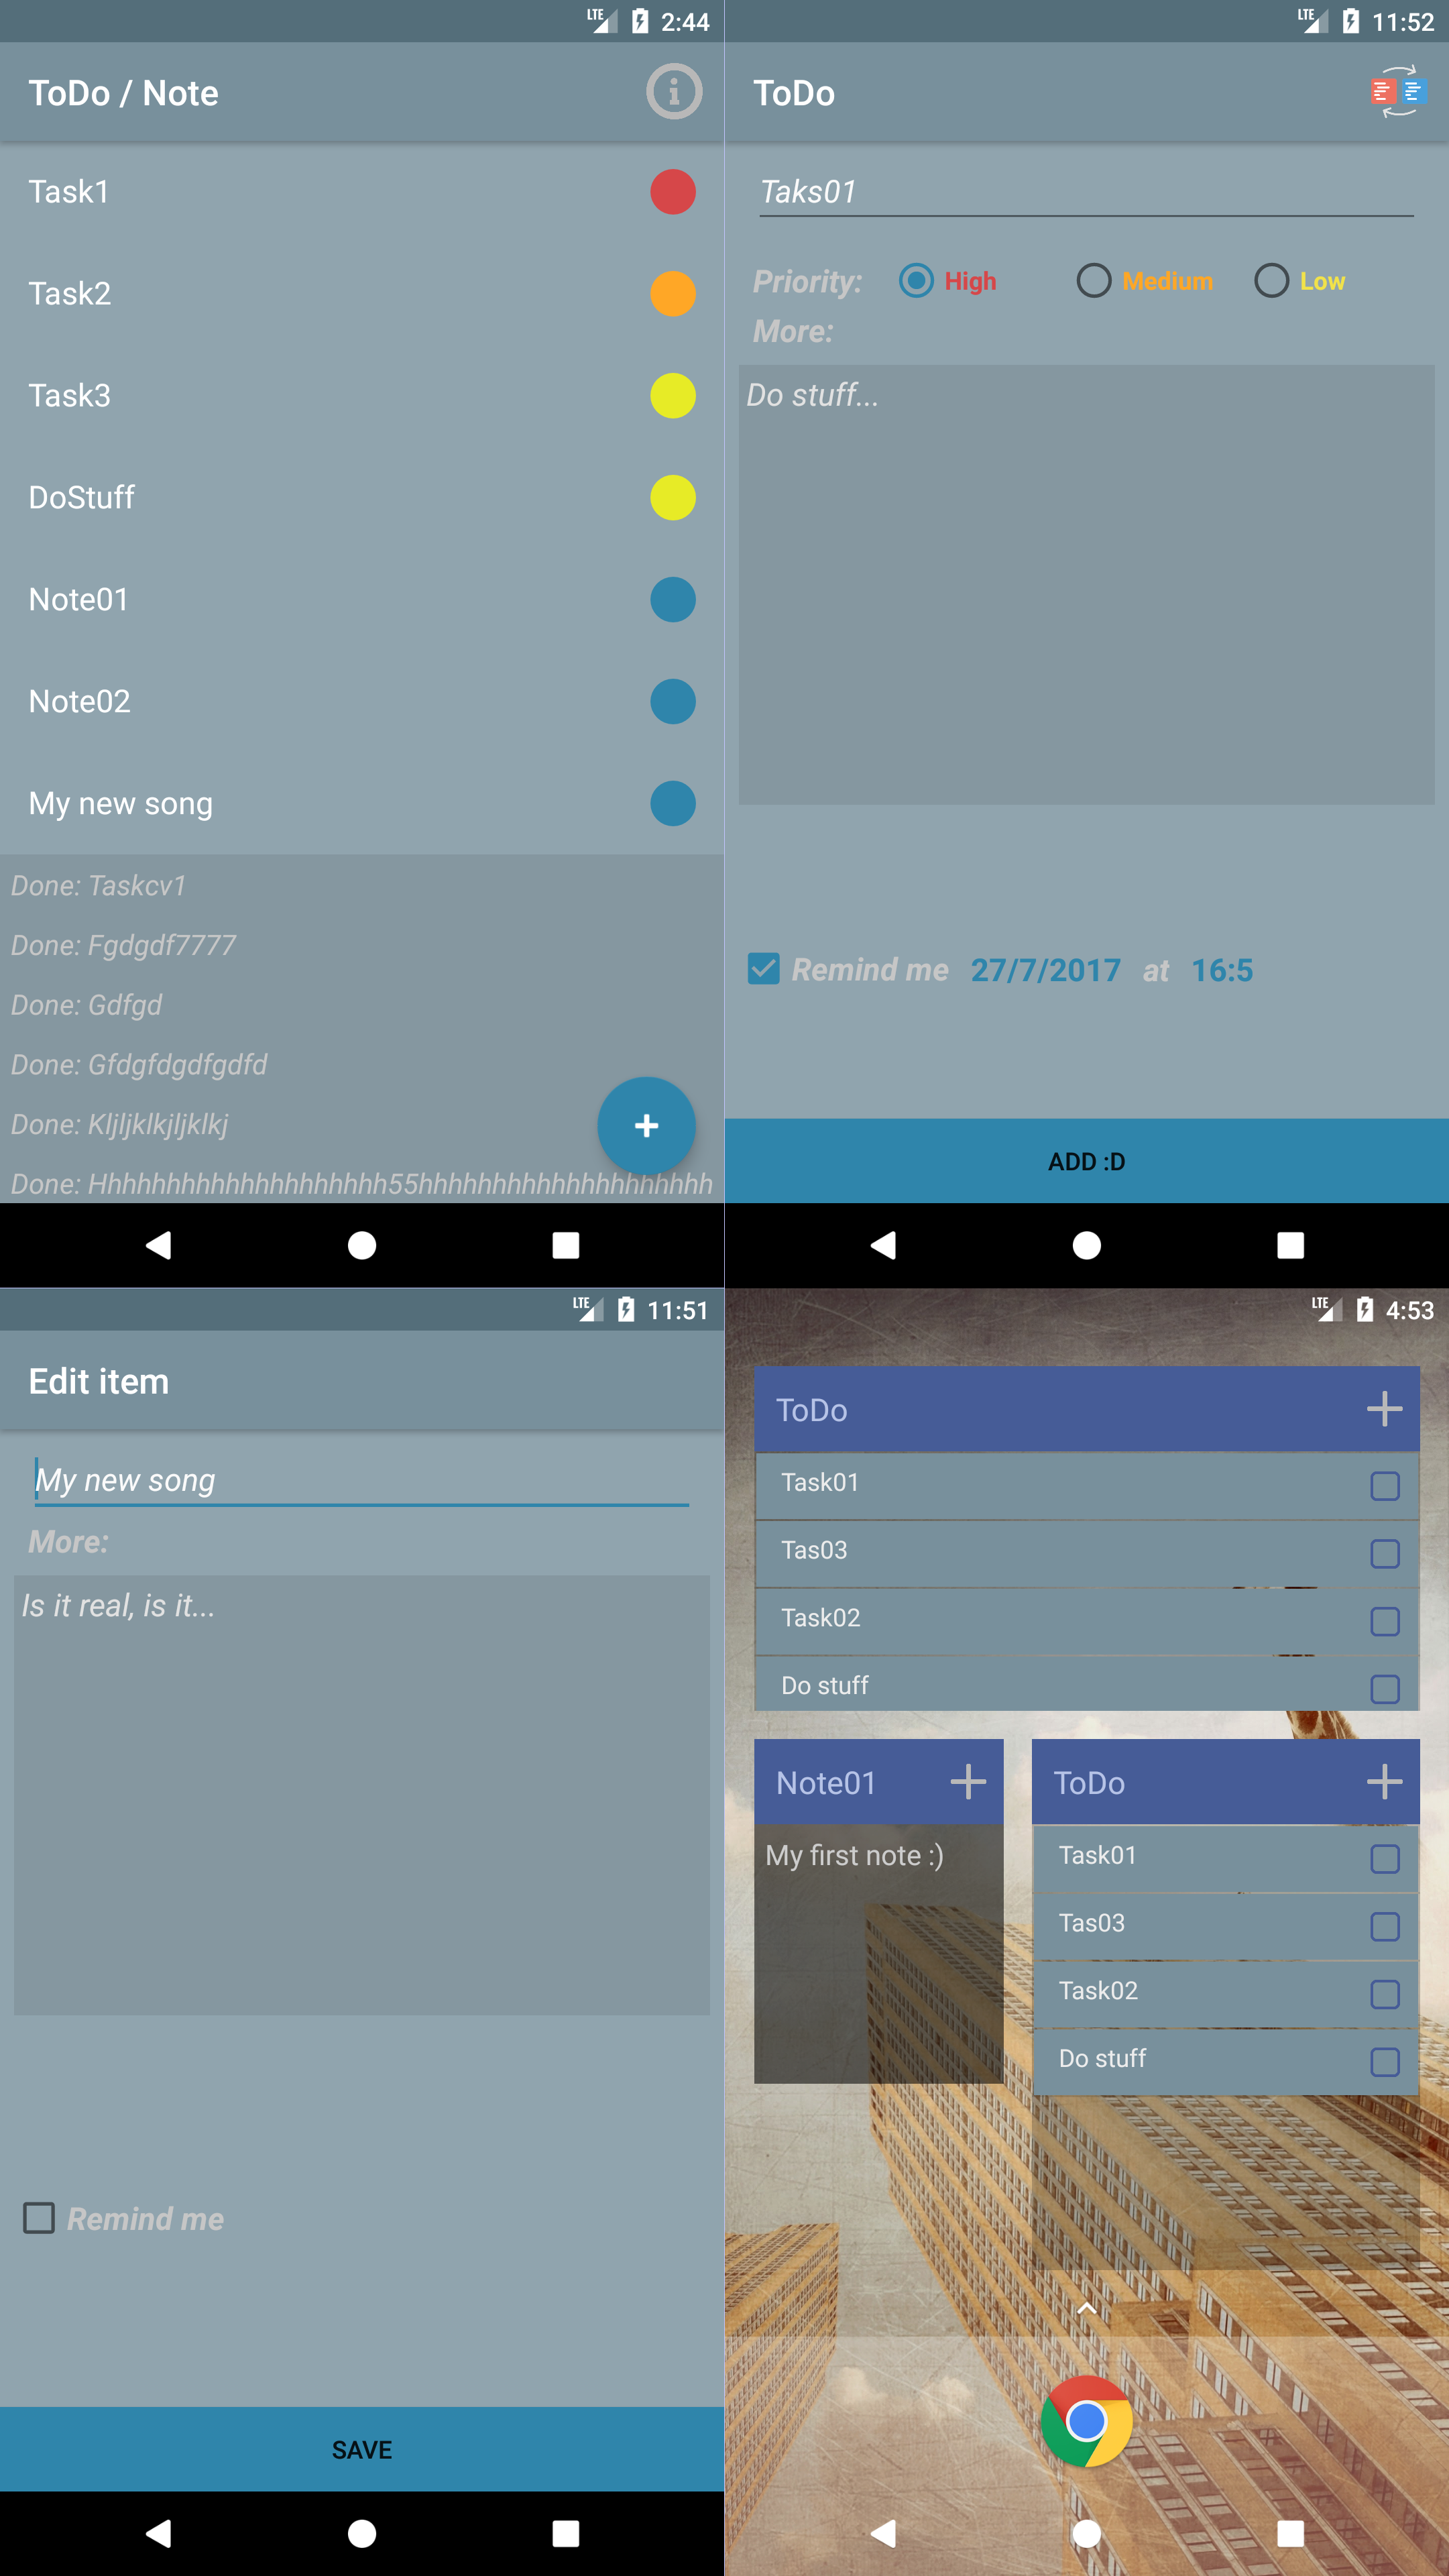 LTE 2:44
ToDo / Note
Task1
Task2
Task3
DoStuff
Note01
Note02
My new song
Done: Taskcv1
Done: Fgdgdf7777
Done: Gdfgd
Done: Gfdgfdgdfgdfd
Done: Kljljklkjljklkj
LTE 11:52
ToDo
Taks01
Priority: High Medium Low
More:
Do stuff...
Remind me 27/7/2017 at 16:5
ADD :D
LTE 11:51
Edit item
My new song
More:
Is it real, is it...
Remind me
SAVE
LTE 4:53
ToDo
Task01
Tas03
Task02
Do stuff
Note01
My first note :)
ToDo
Task01
Tas03
Task02
Do stuff